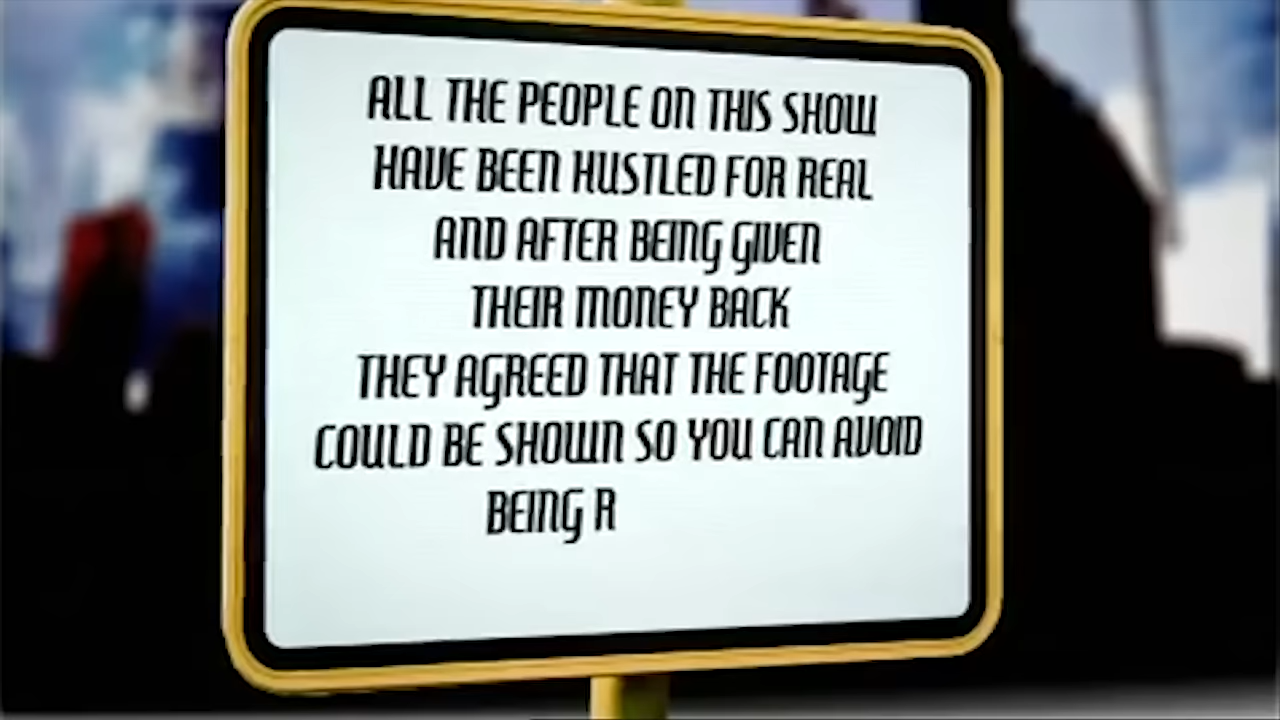 ALL THE PEOPLE ON THIS SHOW
HAVE BEEN HUSTLED FOR REAL
AND AFTER BEING GIVEN
THEIR MONEY BACK
THEY AGREED THAT THE FOOTAGE
COULD BE SHOWN SO YOU CAN AVOID
BEING R